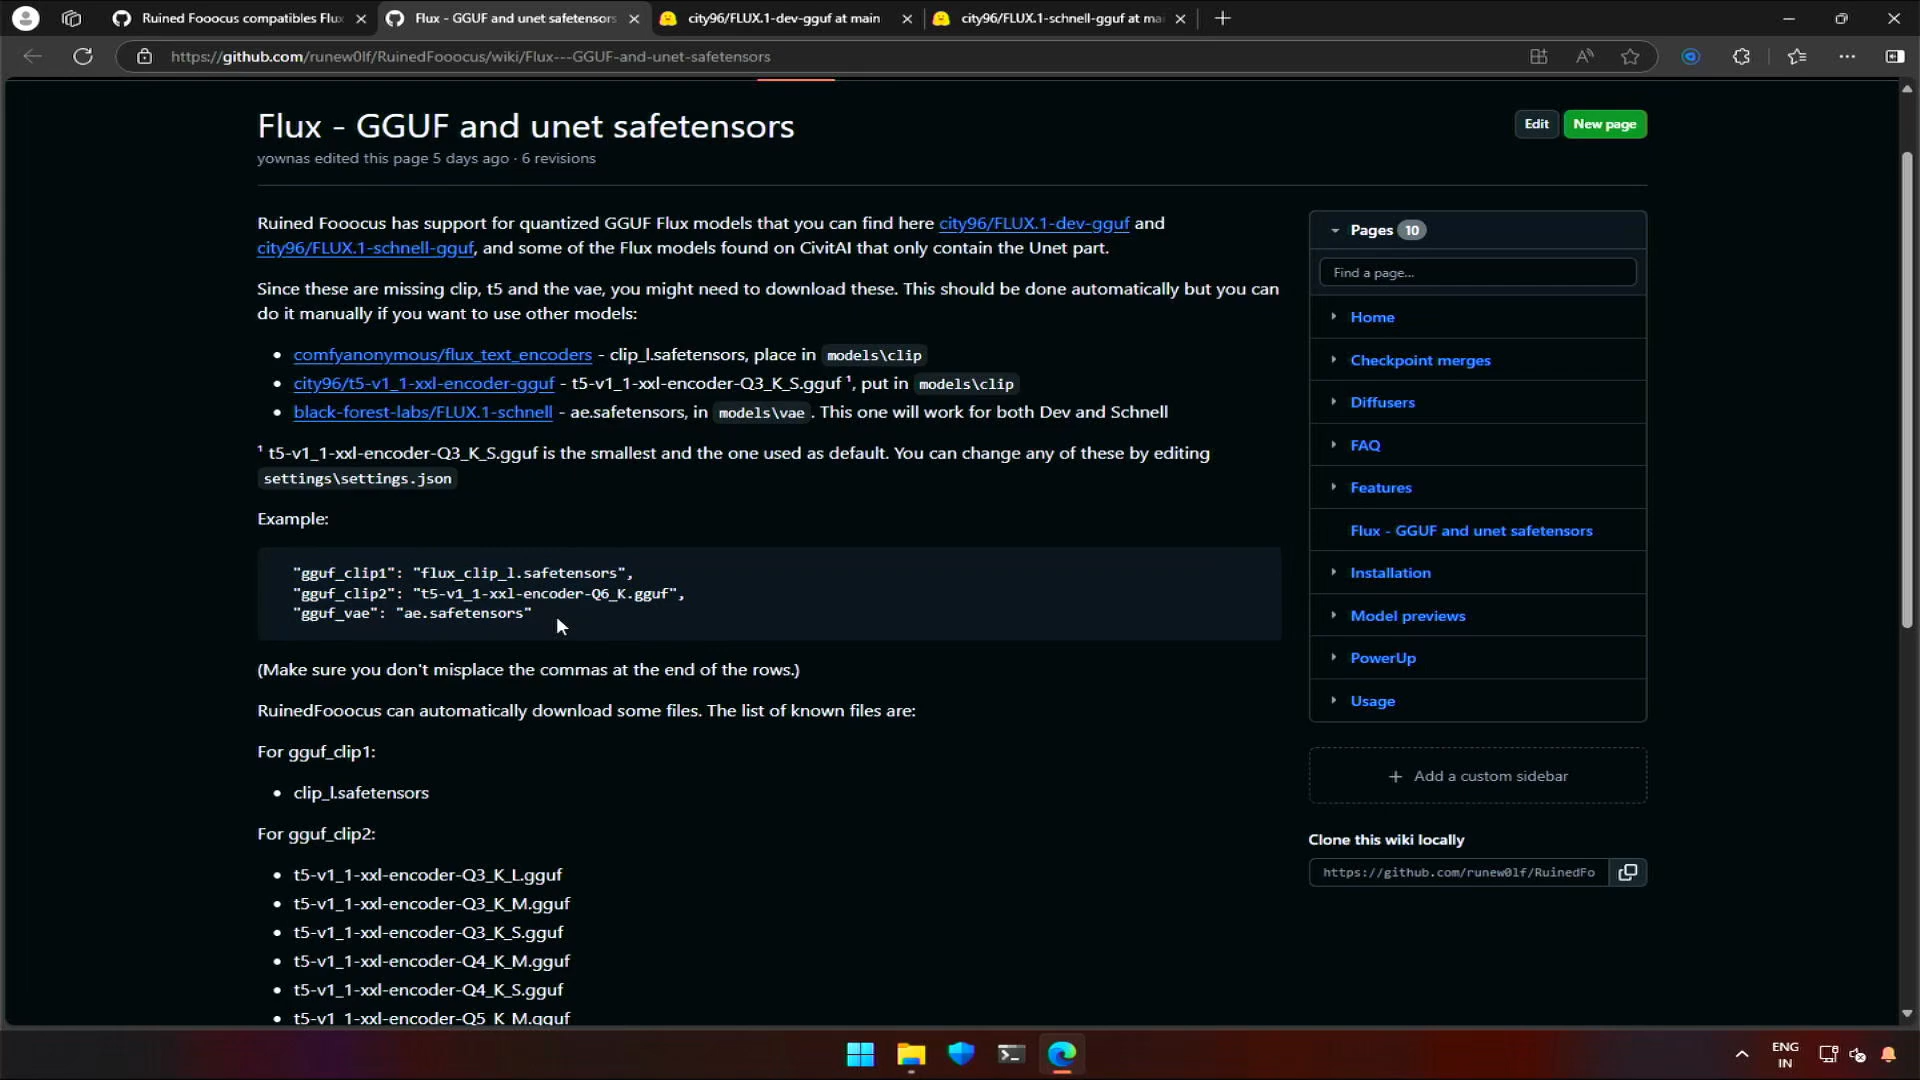 Ruined Fooocus compatibles Flux
Flux - GGUF and unet safetensors
city96/FLUX.1-dev-gguf at main
city96/FLUX.1-schnell-gguf at mai
https://github.com/runew0lf/RuinedFooocus/wiki/Flux---GGUF-and-unet-safetensors
Flux - GGUF and unet safetensors
Edit
New page
yownas edited this page 5 days ago · 6 revisions
Ruined Fooocus has support for quantized GGUF Flux models that you can find here city96/FLUX.1-dev-gguf and
city96/FLUX.1-schnell-gguf, and some of the Flux models found on CivitAI that only contain the Unet part.
Since these are missing clip, t5 and the vae, you might need to download these. This should be done automatically but you can
do it manually if you want to use other models:
• comfyanonymous/flux_text_encoders - clip_l.safetensors, place in models\clip
• city96/t5-v1_1-xxl-encoder-gguf - t5-v1_1-xxl-encoder-Q3_K_S.gguf ¹, put in models\clip
• black-forest-labs/FLUX.1-schnell - ae.safetensors, in models\vae. This one will work for both Dev and Schnell
¹ t5-v1_1-xxl-encoder-Q3_K_S.gguf is the smallest and the one used as default. You can change any of these by editing
settings\settings.json
Example:
"gguf_clip1": "flux_clip_l.safetensors",
"gguf_clip2": "t5-v1_1-xxl-encoder-Q6_K.gguf",
"gguf_vae": "ae.safetensors"
(Make sure you don't misplace the commas at the end of the rows.)
RuinedFooocus can automatically download some files. The list of known files are:
For gguf_clip1:
• clip_l.safetensors
For gguf_clip2:
• t5-v1_1-xxl-encoder-Q3_K_L.gguf
• t5-v1_1-xxl-encoder-Q3_K_M.gguf
• t5-v1_1-xxl-encoder-Q3_K_S.gguf
• t5-v1_1-xxl-encoder-Q4_K_M.gguf
• t5-v1_1-xxl-encoder-Q4_K_S.gguf
• t5-v1_1-xxl-encoder-Q5_K_M.gguf
Pages 10
Find a page...
Home
Checkpoint merges
Diffusers
FAQ
Features
Flux - GGUF and unet safetensors
Installation
Model previews
PowerUp
Usage
+ Add a custom sidebar
Clone this wiki locally
https://github.com/runew0lf/RuinedFo
ENG
IN